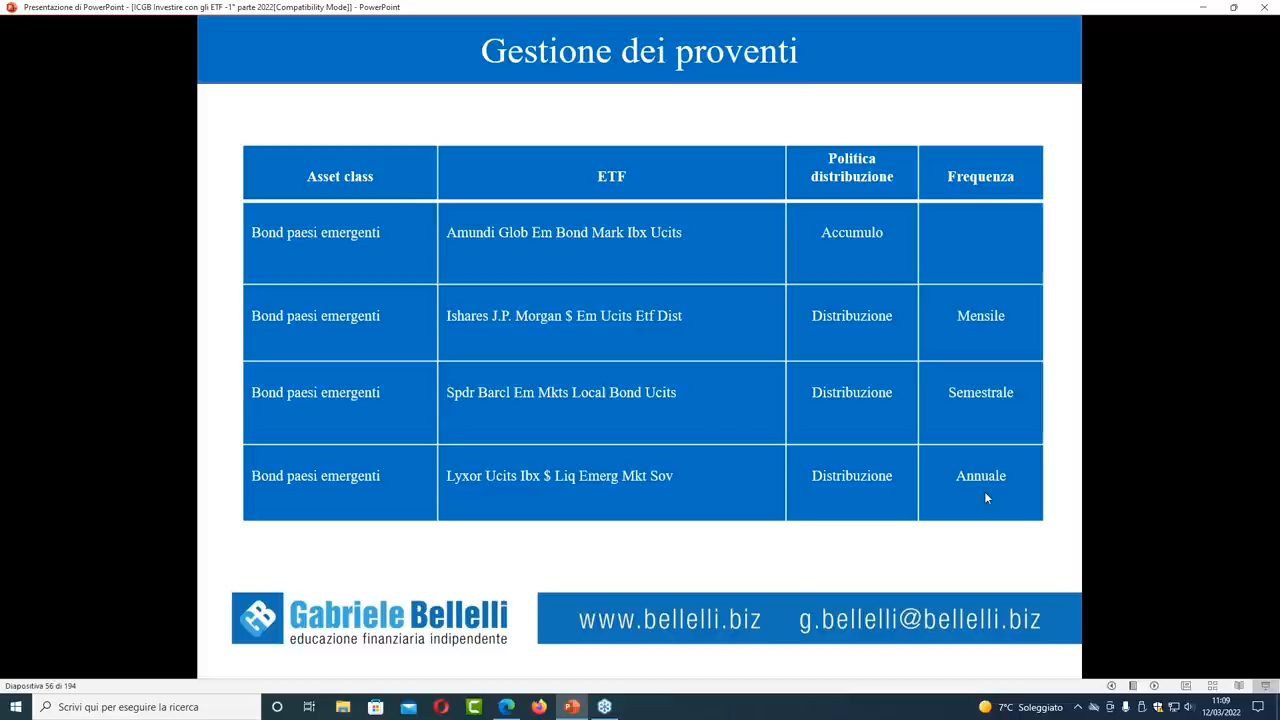 Presentazione di PowerPoint - [ICGB Investire con gli ETF -1° parte 2022[Compatibility Mode]] - PowerPoint
Gestione dei proventi
Asset class ETF Politica distribuzione Frequenza
Bond paesi emergenti Amundi Glob Em Bond Mark Ibx Ucits Accumulo
Bond paesi emergenti Ishares J.P. Morgan $ Em Ucits Etf Dist Distribuzione Mensile
Bond paesi emergenti Spdr Barcl Em Mkts Local Bond Ucits Distribuzione Semestrale
Bond paesi emergenti Lyxor Ucits Ibx $ Liq Emerg Mkt Sov Distribuzione Annuale
Gabriele Bellelli
educazione finanziaria indipendente
www.bellelli.biz g.bellelli@bellelli.biz
Diapositiva 56 di 194
Scrivi qui per eseguire la ricerca
7°C Soleggiato
11:09
12/03/2022